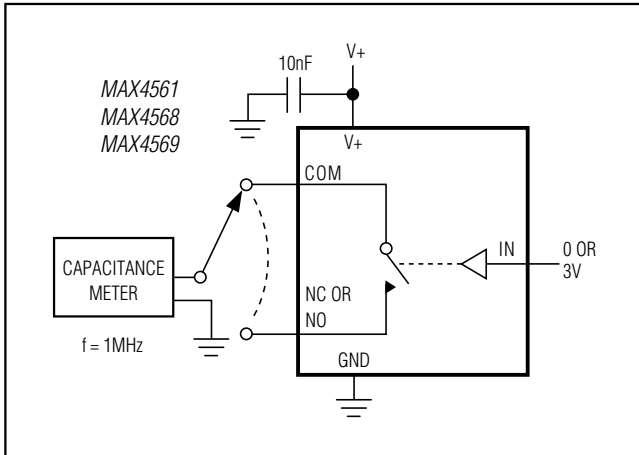 10nF
V+
MAX4561
MAX4568
MAX4569
V+
COM
CAPACITANCE
METER
f = 1MHz
NC OR
NO
IN
0 OR
3V
GND